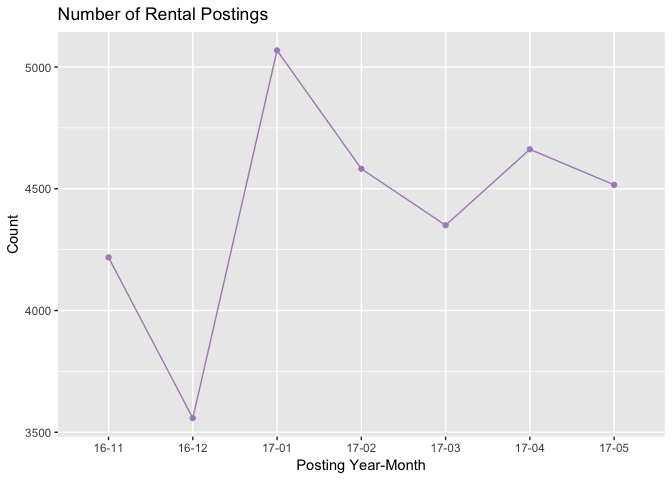 Number of Rental Postings
5000
4500
4000
3500
Count
16-11 16-12 17-01 17-02 17-03 17-04 17-05
Posting Year-Month